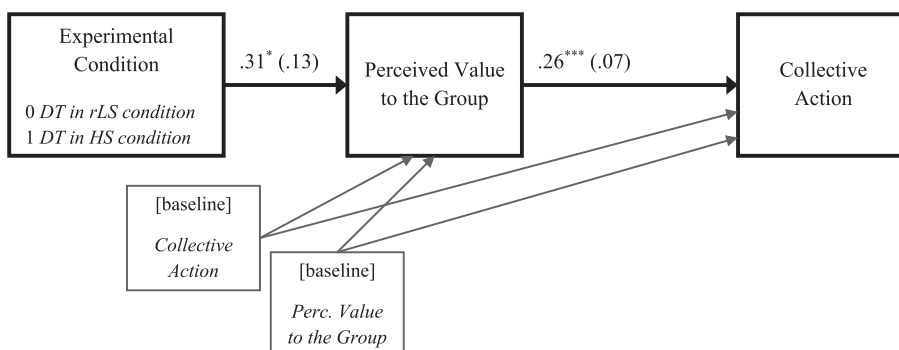 Experimental
Condition
0 DT in rLS condition
1 DT in HS condition
.31* (.13)
Perceived Value
to the Group
.26*** (.07)
Collective
Action
[baseline]
Collective
Action
[baseline]
Perc. Value
to the Group